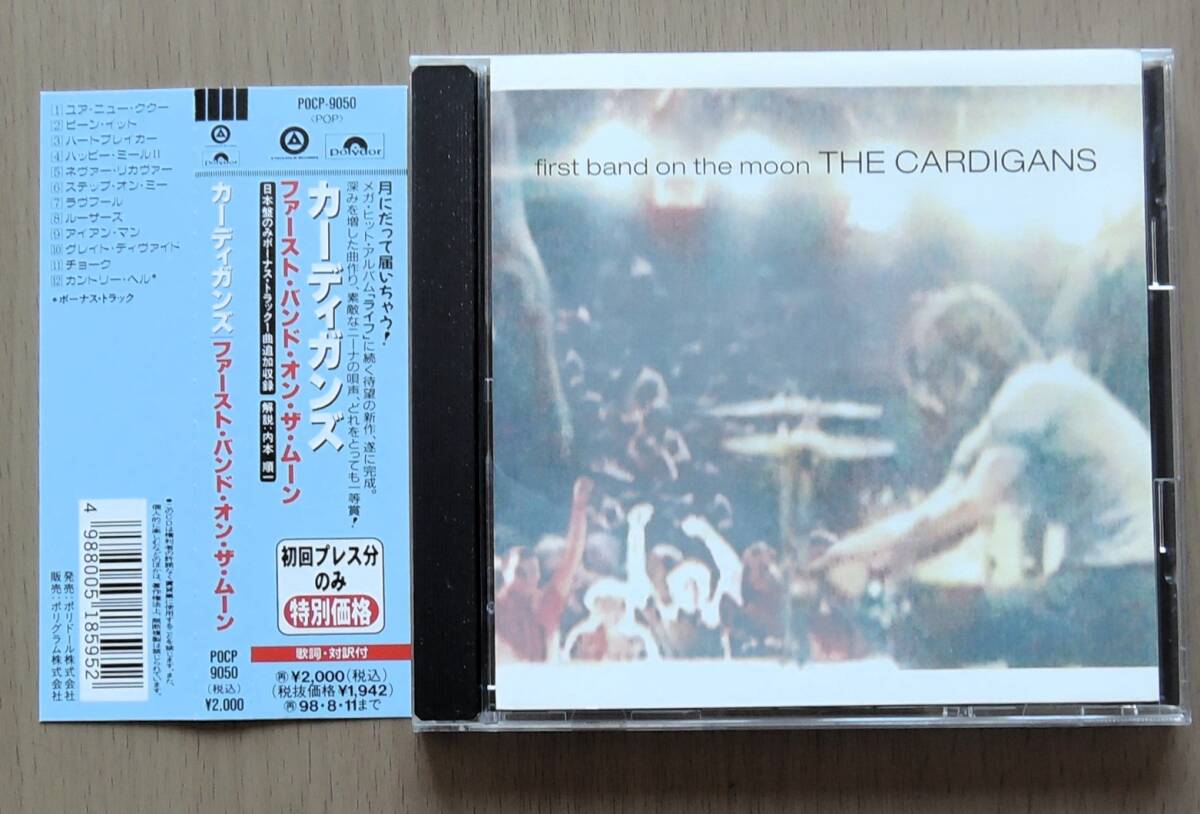 1 ユア・ニュー・ククー
2 ビーン・イット
3 ハートブレイカー
4 ハッピー・ミールII
5 ネヴァー・リカヴァー
6 ステップ・オン・ミー
7 ラヴフール
8 ルーザーズ
9 アイアン・マン
10 グレイト・ディヴァイド
11 チョーク
12 カントリー・ヘル*
*ボーナス・トラック
4 988005 185952
発売:ポリドール株式会社
販売:ポリグラム株式会社
Polydor
カーディガンズ/ファースト・バンド・オン・ザ・ムーン
POCP
9050
(税込)
¥2,000
POCP-9050
〈POP〉
Polydor
月にだって届いちゃう!
メガ・ヒット・アルバム「ライフ」に続く待望の新作、遂に完成。
深みを増した曲作り、素敵なニーナの唄声、どれをとっても一等賞!
カーディガンズ
ファースト・バンド・オン・ザ・ムーン
日本盤のみボーナス・トラック1曲追加収録
解説:内本 順一
初回プレス分
のみ
特別価格
歌詞・対訳付
再 ¥2,000(税込)
(税抜価格¥1,942)
再 98・8・11まで
first band on the moon THE CARDIGANS